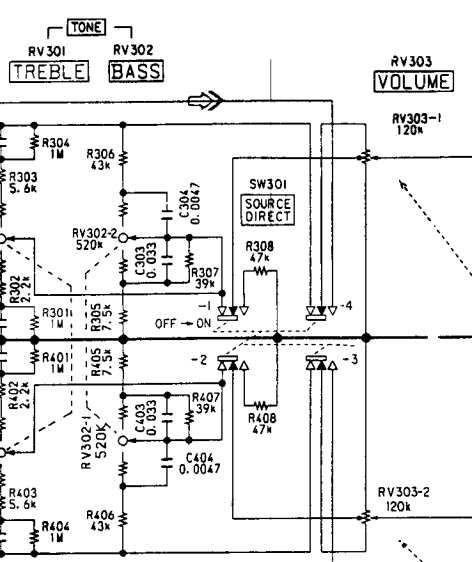 TONE
RV301
TREBLE
RV302
BASS
RV303
VOLUME
RV303-1
120k
R304
1M
R306
43k
R303
5.6k
C304
0.0047
SW301
SOURCE
DIRECT
RV302-2
520k
C303
0.033
R308
47k
R307
39k
R302
2.2k
R301
1M
R305
7.5k
-1
-4
OFF → ON
R401
1M
R405
7.5k
-2
-3
R402
2.2k
RV302-1
520K
C403
0.033
R407
39k
R408
47k
C404
0.0047
R403
5.6k
RV303-2
120k
R404
1M
R406
43k